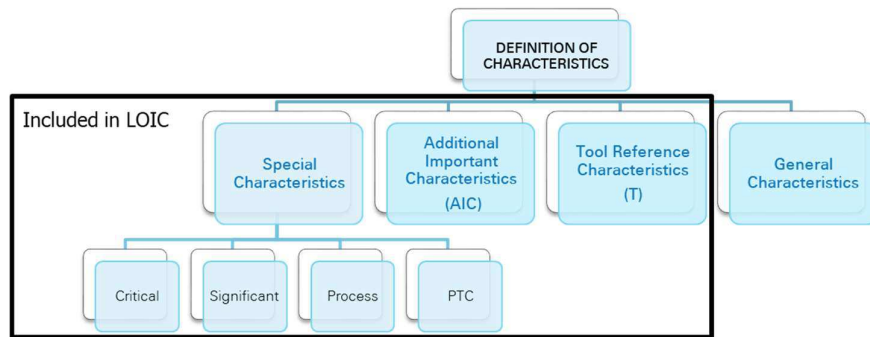 DEFINITION OF
CHARACTERISTICS
Included in LOIC
Special
Characteristics
Additional
Important
Characteristics
(AIC)
Tool Reference
Characteristics
(T)
General
Characteristics
Critical
Significant
Process
PTC